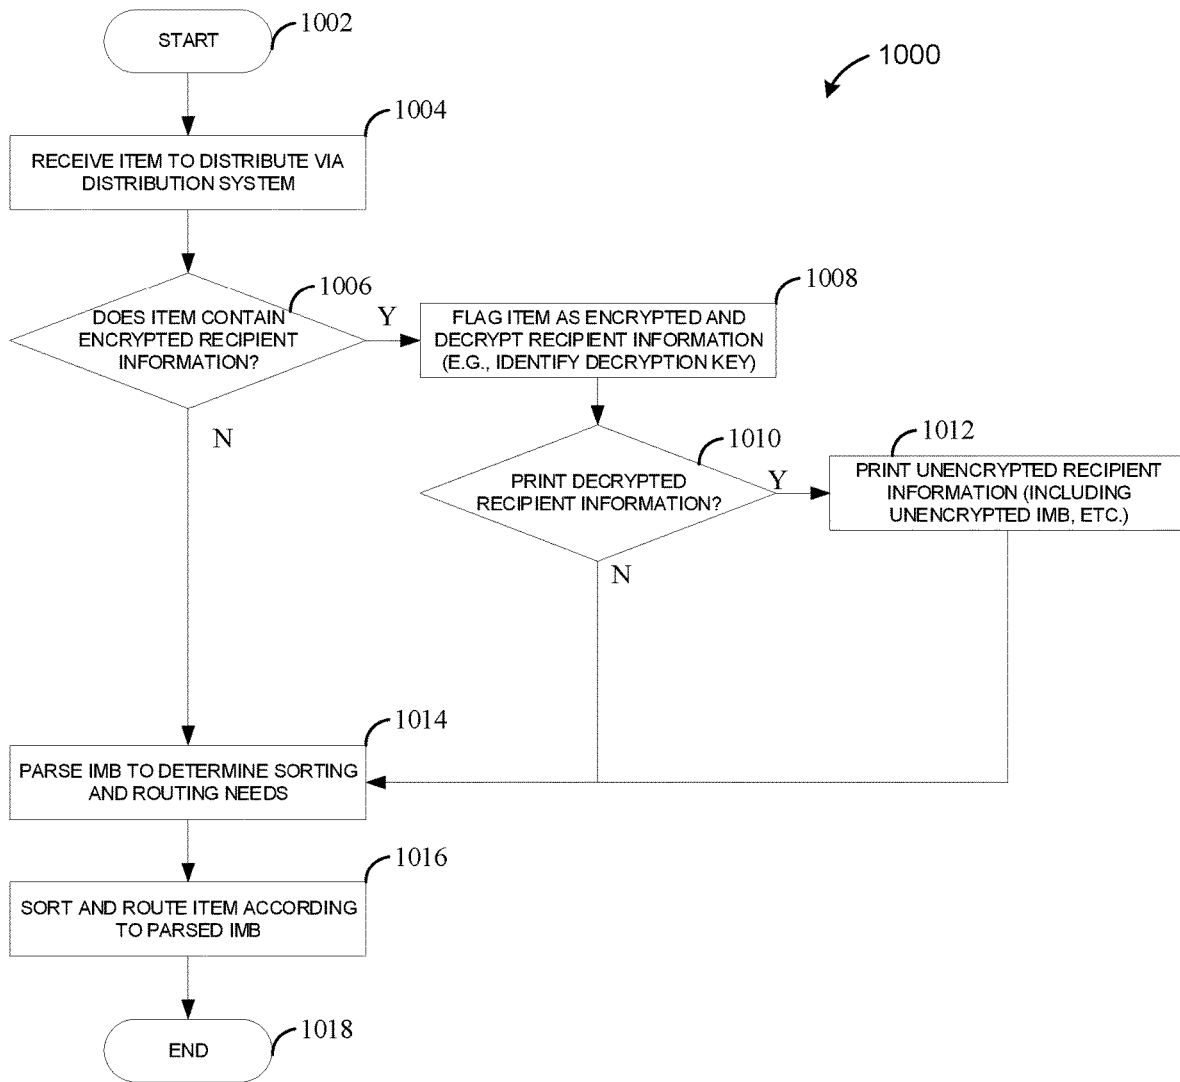 START
1002
1000
1004
RECEIVE ITEM TO DISTRIBUTE VIA
DISTRIBUTION SYSTEM
1006
DOES ITEM CONTAIN
ENCRYPTED RECIPIENT
INFORMATION?
Y
N
1008
FLAG ITEM AS ENCRYPTED AND
DECRYPT RECIPIENT INFORMATION
(E.G., IDENTIFY DECRYPTION KEY)
1010
PRINT DECRYPTED
RECIPIENT INFORMATION?
Y
N
1012
PRINT UNENCRYPTED RECIPIENT
INFORMATION (INCLUDING
UNENCRYPTED IMB, ETC.)
1014
PARSE IMB TO DETERMINE SORTING
AND ROUTING NEEDS
1016
SORT AND ROUTE ITEM ACCORDING
TO PARSED IMB
END
1018